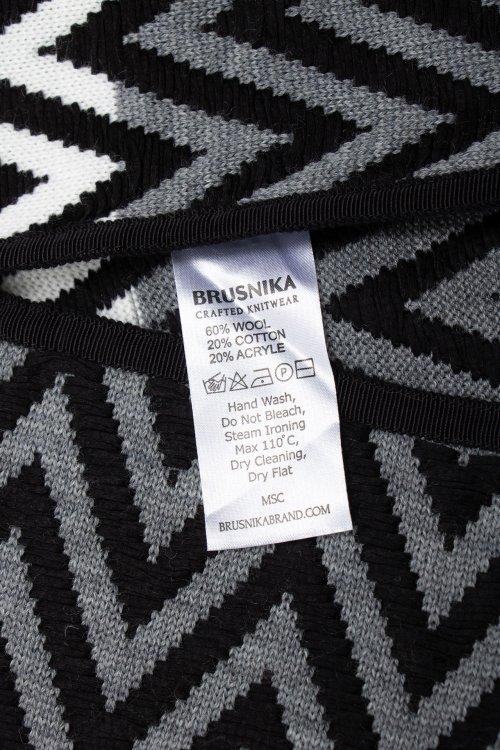 BRUSNIKA
CRAFTED KNITWEAR
60% WOOL
20% COTTON
20% ACRYLE
P
Hand Wash,
Do Not Bleach,
Steam Ironing
Max 110°C,
Dry Cleaning,
Dry Flat
MSC
BRUSNIKABRAND.COM